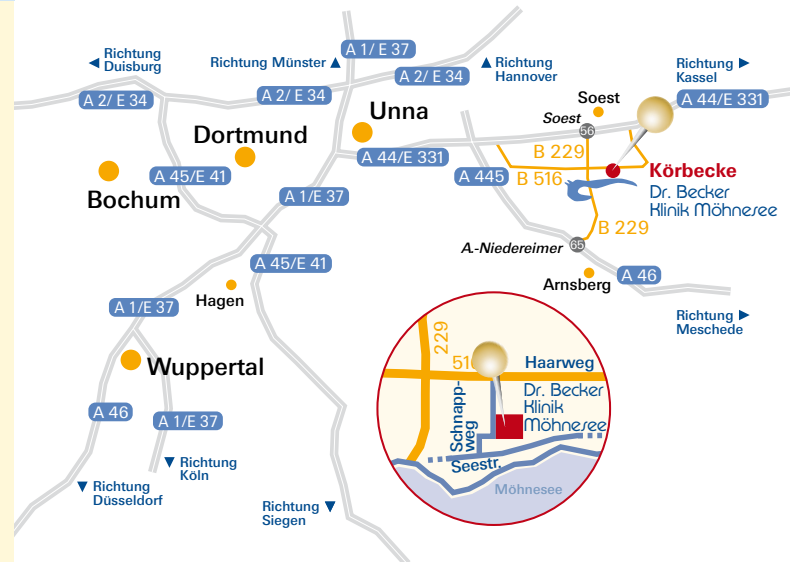 Richtung
Duisburg
Richtung Münster
A 1/ E 37
Richtung
Hannover
Richtung
Kassel
A 2/ E 34
A 2/ E 34
A 2/ E 34
A 44/E 331
Unna
Soest
Soest
56
Dortmund
B 229
A 44/E 331
Bochum
A 45/E 41
A 445
B 516
Körbecke
Dr. Becker
Klinik Möhnesee
A 1/E 37
B 229
A.-Niedereimer
65
A 45/E 41
Arnsberg
A 46
Hagen
A 1/E 37
Richtung
Meschede
Wuppertal
229
51
Haarweg
Schnapp-
weg
Dr. Becker
Klinik
Möhnesee
Seestr.
Möhnesee
A 46
A 1/E 37
Richtung
Köln
Richtung
Düsseldorf
Richtung
Siegen